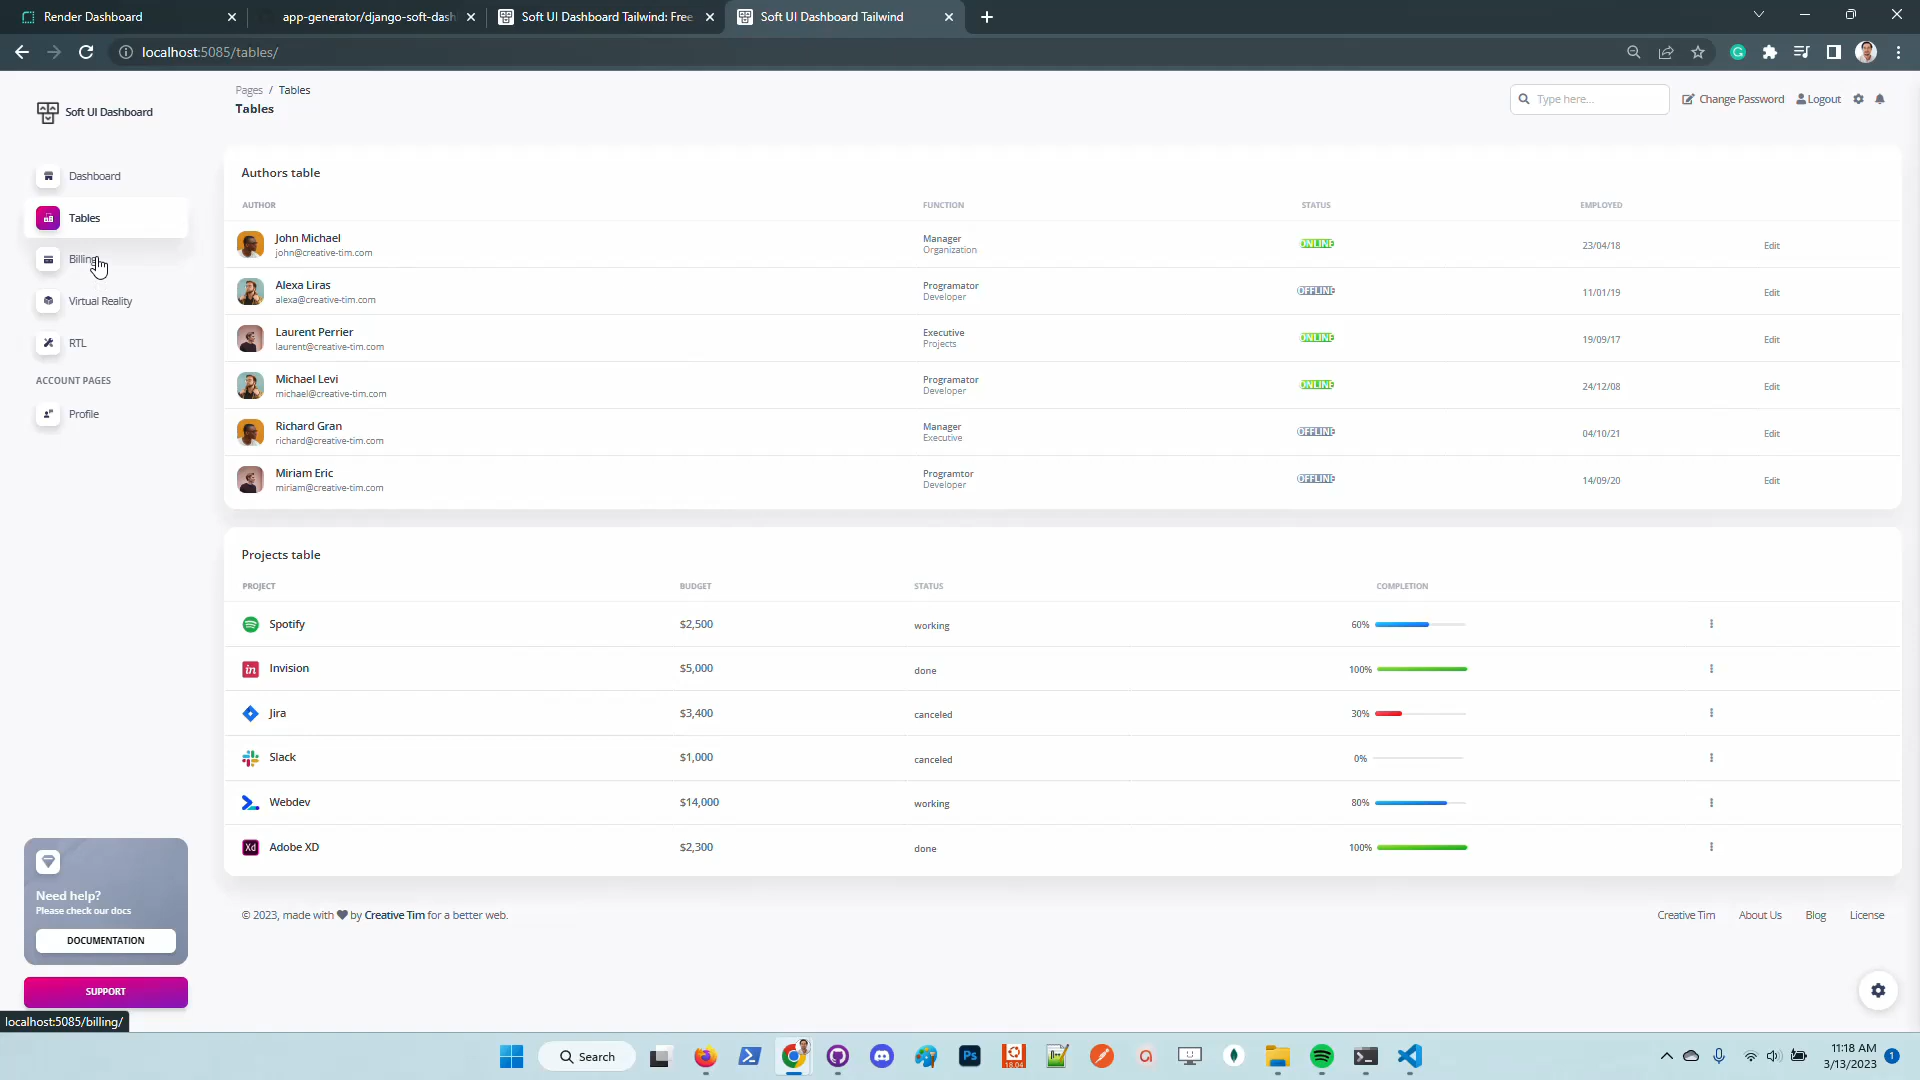 Render Dashboard
app-generator/django-soft-dash
Soft UI Dashboard Tailwind: Free
Soft UI Dashboard Tailwind
localhost:5085/tables/
Soft UI Dashboard
Pages / Tables
Tables
Type here...
Change Password
Logout
Dashboard
Tables
Billing
Virtual Reality
RTL
ACCOUNT PAGES
Profile
Authors table
AUTHOR FUNCTION STATUS EMPLOYED
John Michael
john@creative-tim.com
Manager
Organization
ONLINE
23/04/18
Edit
Alexa Liras
alexa@creative-tim.com
Programator
Developer
OFFLINE
11/01/19
Edit
Laurent Perrier
laurent@creative-tim.com
Executive
Projects
ONLINE
19/09/17
Edit
Michael Levi
michael@creative-tim.com
Programator
Developer
ONLINE
24/12/08
Edit
Richard Gran
richard@creative-tim.com
Manager
Executive
OFFLINE
04/10/21
Edit
Miriam Eric
miriam@creative-tim.com
Programtor
Developer
OFFLINE
14/09/20
Edit
Projects table
PROJECT BUDGET STATUS COMPLETION
Spotify $2,500 working 60%
in Invision $5,000 done 100%
Jira $3,400 canceled 30%
Slack $1,000 canceled 0%
Webdev $14,000 working 80%
Xd Adobe XD $2,300 done 100%
Need help?
Please check our docs
DOCUMENTATION
SUPPORT
© 2023, made with by Creative Tim for a better web.
Creative Tim
About Us
Blog
License
localhost:5085/billing/
Search
Ps
18.04
11:18 AM
3/13/2023
1